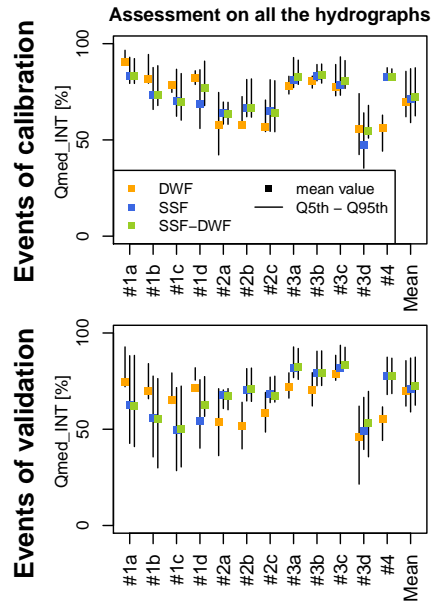 Assessment on all the hydrographs
Events of calibration
Qmed_INT [%]
100
50
0
DWF
SSF
SSF−DWF
mean value
Q5th − Q95th
#1a
#1b
#1c
#1d
#2a
#2b
#2c
#3a
#3b
#3c
#3d
#4
Mean
Events of validation
Qmed_INT [%]
100
50
0
#1a
#1b
#1c
#1d
#2a
#2b
#2c
#3a
#3b
#3c
#3d
#4
Mean